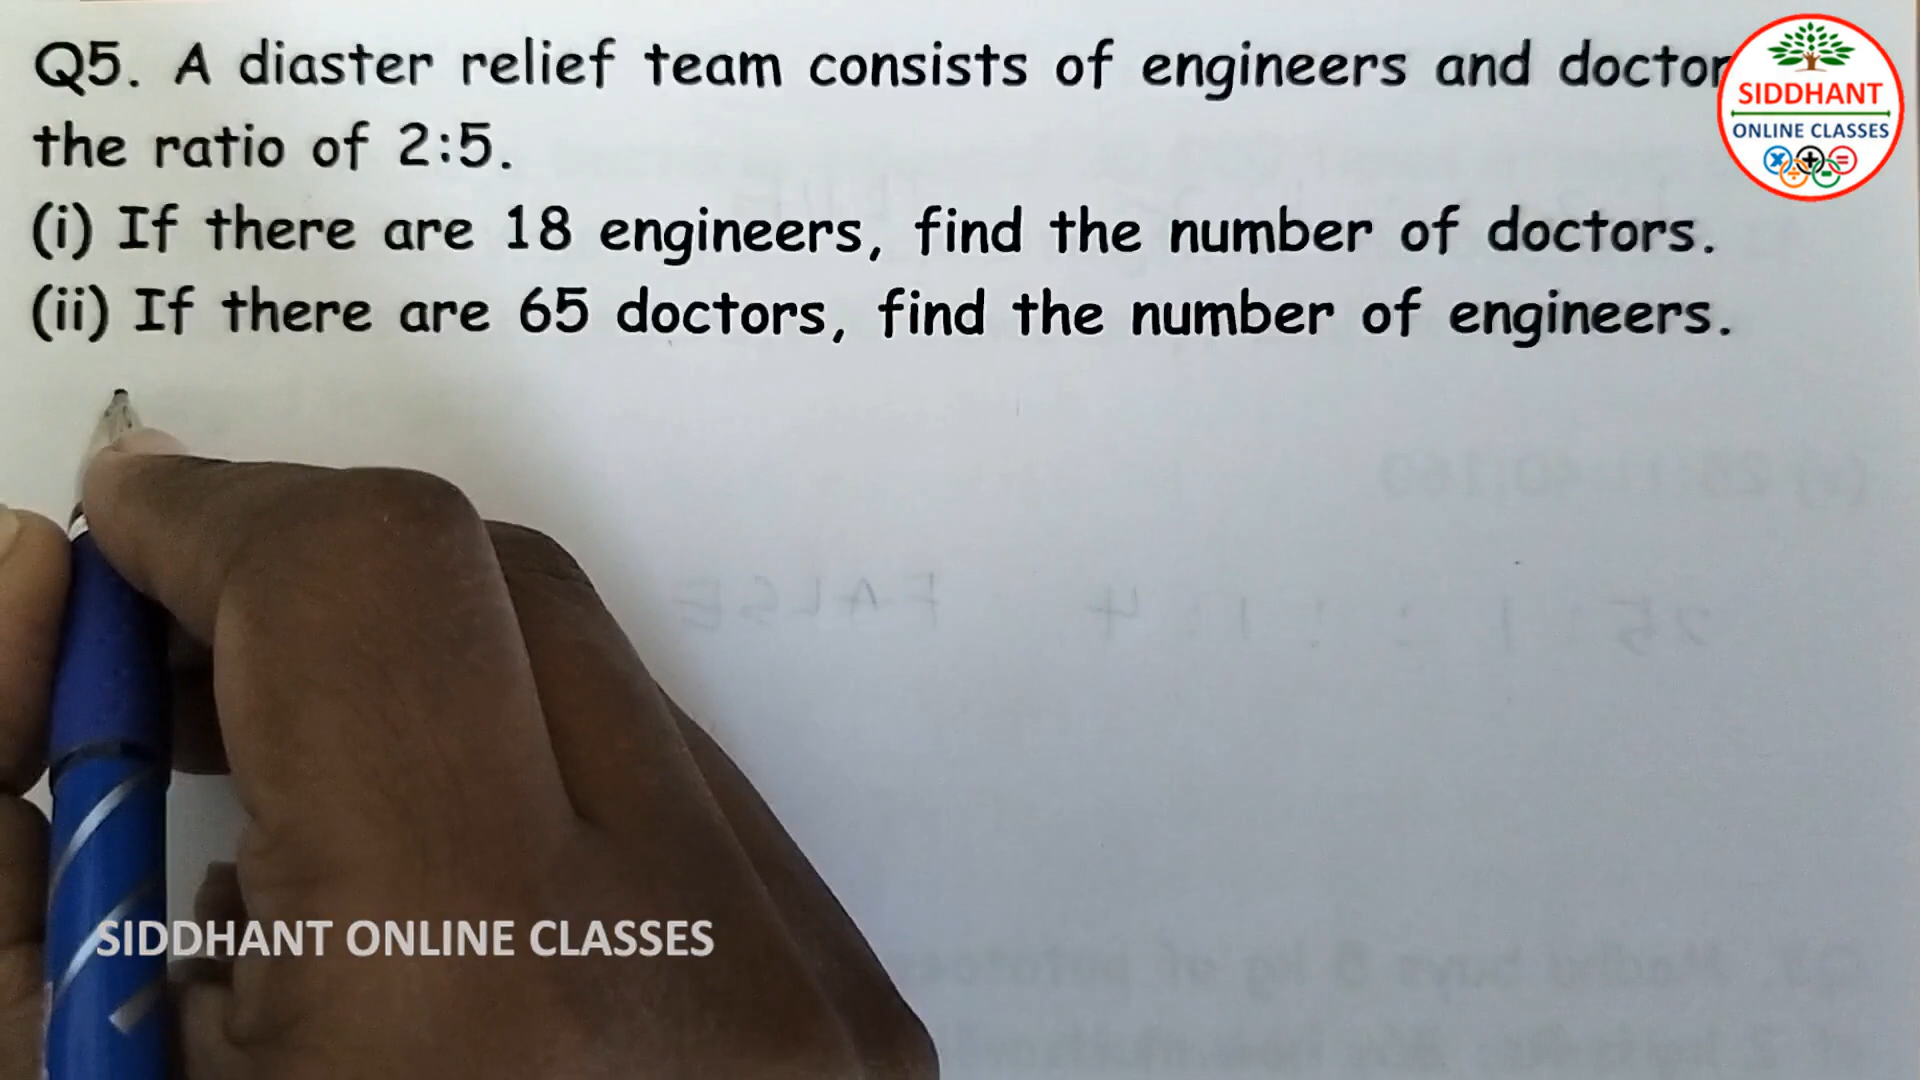 Q5. A diaster relief team consists of engineers and doctor
the ratio of 2:5.
(i) If there are 18 engineers, find the number of doctors.
(ii) If there are 65 doctors, find the number of engineers.
SIDDHANT
ONLINE CLASSES
SIDDHANT ONLINE CLASSES